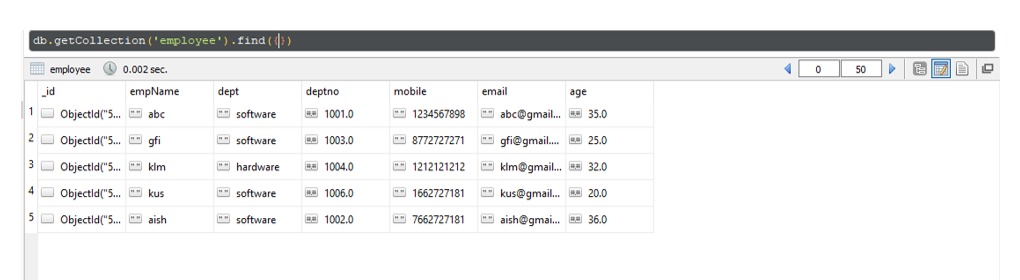 db.getCollection('employee').find({})
employee 0.002 sec. 0 50
_id empName dept deptno mobile email age
1 ObjectId("5... abc software 1001.0 1234567898 abc@gmail... 35.0
2 ObjectId("5... gfi software 1003.0 8772727271 gfi@gmail.... 25.0
3 ObjectId("5... klm hardware 1004.0 1212121212 klm@gmail... 32.0
4 ObjectId("5... kus software 1006.0 1662727181 kus@gmail... 20.0
5 ObjectId("5... aish software 1002.0 7662727181 aish@gmai... 36.0